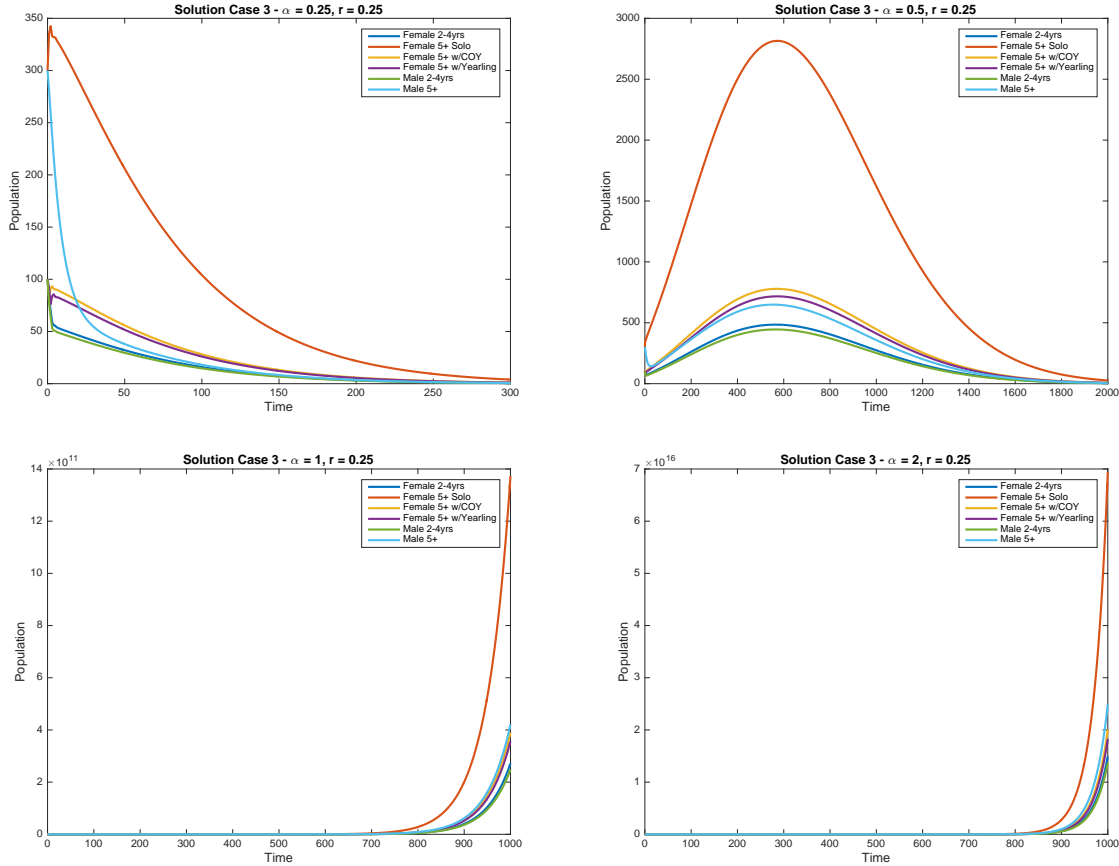 Solution Case 3 - α = 0.25, r = 0.25
Female 2-4yrs
Female 5+ Solo
Female 5+ w/COY
Female 5+ w/Yearling
Male 2-4yrs
Male 5+
Population
350
300
250
200
150
100
50
0
0 50 100 150 200 250 300
Time
Solution Case 3 - α = 0.5, r = 0.25
Female 2-4yrs
Female 5+ Solo
Female 5+ w/COY
Female 5+ w/Yearling
Male 2-4yrs
Male 5+
Population
3000
2500
2000
1500
1000
500
0
0 200 400 600 800 1000 1200 1400 1600 1800 2000
Time
Solution Case 3 - α = 1, r = 0.25
×10^11
Female 2-4yrs
Female 5+ Solo
Female 5+ w/COY
Female 5+ w/Yearling
Male 2-4yrs
Male 5+
Population
14
12
10
8
6
4
2
0
0 100 200 300 400 500 600 700 800 900 1000
Time
Solution Case 3 - α = 2, r = 0.25
×10^16
Female 2-4yrs
Female 5+ Solo
Female 5+ w/COY
Female 5+ w/Yearling
Male 2-4yrs
Male 5+
Population
7
6
5
4
3
2
1
0
0 100 200 300 400 500 600 700 800 900 1000
Time